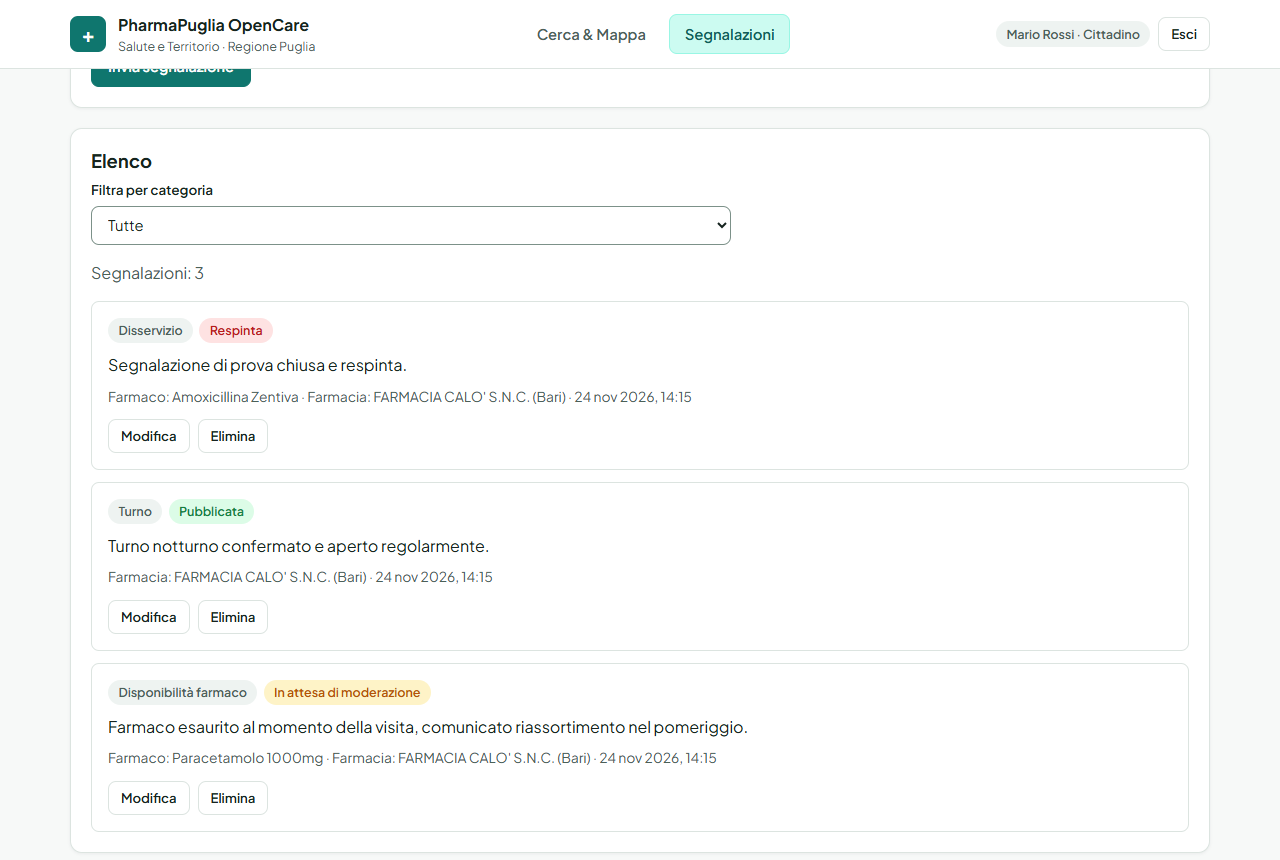 PharmaPuglia OpenCare
Salute e Territorio · Regione Puglia
Cerca & Mappa
Segnalazioni
Mario Rossi · Cittadino
Esci
Invia segnalazione
Elenco
Filtra per categoria
Tutte
Segnalazioni: 3
Disservizio
Respinta
Segnalazione di prova chiusa e respinta.
Farmaco: Amoxicillina Zentiva · Farmacia: FARMACIA CALO' S.N.C. (Bari) · 24 nov 2026, 14:15
Modifica
Elimina
Turno
Pubblicata
Turno notturno confermato e aperto regolarmente.
Farmacia: FARMACIA CALO' S.N.C. (Bari) · 24 nov 2026, 14:15
Modifica
Elimina
Disponibilità farmaco
In attesa di moderazione
Farmaco esaurito al momento della visita, comunicato riassortimento nel pomeriggio.
Farmaco: Paracetamolo 1000mg · Farmacia: FARMACIA CALO' S.N.C. (Bari) · 24 nov 2026, 14:15
Modifica
Elimina